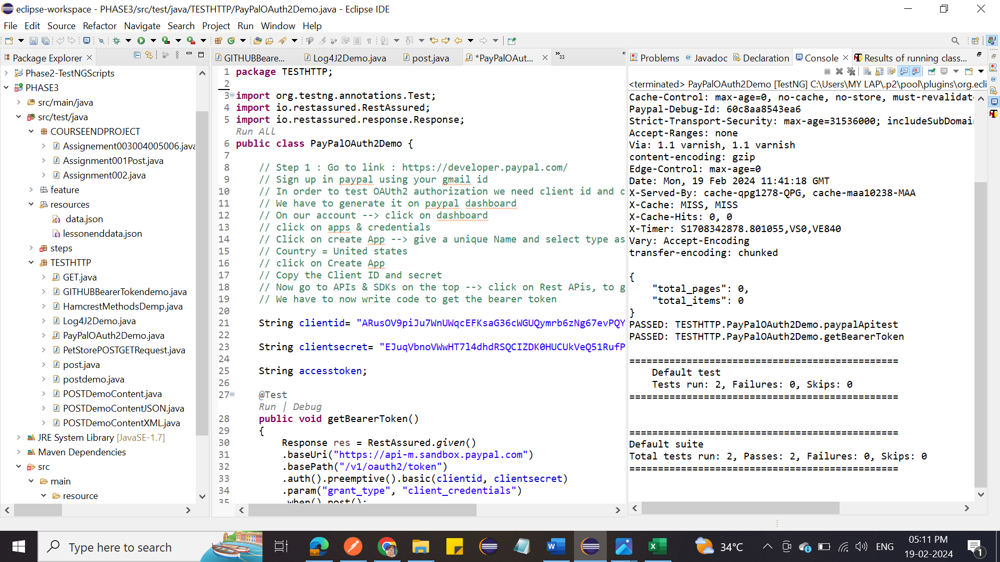 eclipse-workspace - PHASE3/src/test/java/TESTHTTP/PayPalOAuth2Demo.java - Eclipse IDE
File Edit Source Refactor Navigate Search Project Run Window Help
Package Explorer
Phase2-TestNGScripts
PHASE3
src/main/java
src/test/java
COURSEENDPROJECT
Assignement003004005006.java
Assignment001Post.java
Assignment002.java
feature
resources
data.json
lessonenddata.json
steps
TESTHTTP
GET.java
GITHUBBearerTokendemo.java
HamcrestMethodsDemp.java
Log4J2Demo.java
PayPalOAuth2Demo.java
PetStorePOSTGETRequest.java
post.java
postdemo.java
POSTDemoContent.java
POSTDemoContentJSON.java
POSTDemoContentXML.java
JRE System Library [JavaSE-1.7]
Maven Dependencies
src
main
resource
GITHUBBeare... Log4J2Demo.java post.java *PayPalOAut... »33
1 package TESTHTTP;
2
3 import org.testng.annotations.Test;
4 import io.restassured.RestAssured;
5 import io.restassured.response.Response;
Run All
6 public class PayPalOAuth2Demo {
7
8 // Step 1 : Go to link : https://developer.paypal.com/
9 // Sign up in paypal using your gmail id
10 // In order to test OAUth2 authorization we need client id and c
11 // We have to generate it on paypal dashboard
12 // On our account --> click on dashboard
13 // click on apps & credentials
14 // Click on create App --> give a unique Name and select type as
15 // Country = United states
16 // click on Create App
17 // Copy the Client ID and secret
18 // Now go to APIs & SDKs on the top --> click on Rest APis, to g
19 // We have to now write code to get the bearer token
20
21 String clientid= "ARusOV9piJu7WnUWqcEFKsaG36cWGUQymrb6zNg67evPQY
22
23 String clientsecret= "EJuqVbnoVWwHT7l4dhdRSQCIZDK0HUCUkVeQ51RufP
24
25 String accesstoken;
26
27 @Test
Run | Debug
28 public void getBearerToken()
29 {
30 Response res = RestAssured.given()
31 .baseUri("https://api-m.sandbox.paypal.com")
32 .basePath("/v1/oauth2/token")
33 .auth().preemptive().basic(clientid, clientsecret)
34 .param("grant_type", "client_credentials")
35 .when().post();
Problems Javadoc Declaration Console Results of running class...
<terminated> PayPalOAuth2Demo [TestNG] C:\Users\MY LAP\.p2\pool\plugins\org.ecli
Cache-Control: max-age=0, no-cache, no-store, must-revalidate
Paypal-Debug-Id: 60c8aa8543ea6
Strict-Transport-Security: max-age=31536000; includeSubDomain
Accept-Ranges: none
Via: 1.1 varnish, 1.1 varnish
content-encoding: gzip
Edge-Control: max-age=0
Date: Mon, 19 Feb 2024 11:41:18 GMT
X-Served-By: cache-qpg1278-QPG, cache-maa10238-MAA
X-Cache: MISS, MISS
X-Cache-Hits: 0, 0
X-Timer: S1708342878.801055,VS0,VE840
Vary: Accept-Encoding
transfer-encoding: chunked
{
"total_pages": 0,
"total_items": 0
}
PASSED: TESTHTTP.PayPalOAuth2Demo.paypalApitest
PASSED: TESTHTTP.PayPalOAuth2Demo.getBearerToken
===============================================
Default test
Tests run: 2, Failures: 0, Skips: 0
===============================================
===============================================
Default suite
Total tests run: 2, Passes: 2, Failures: 0, Skips: 0
===============================================
Type here to search
34°C
ENG
05:11 PM
19-02-2024
1